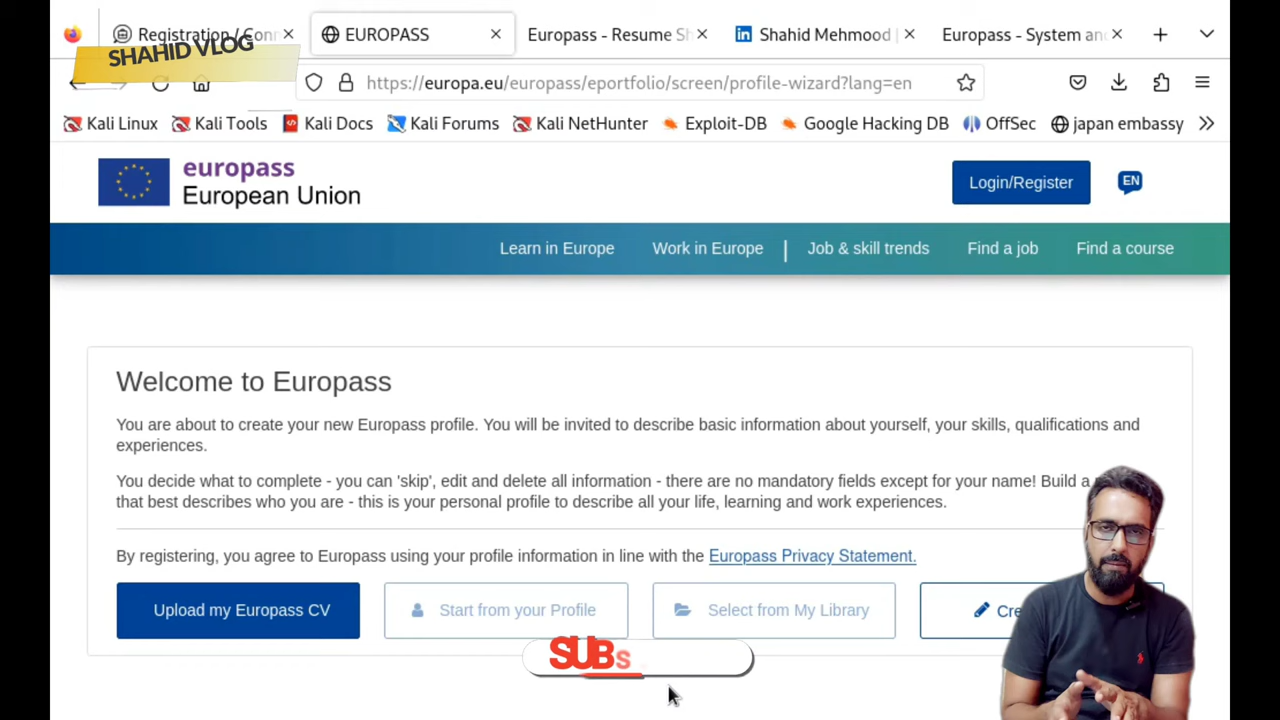 Registration / Conn
EUROPASS
Europass - Resume Sh
Shahid Mehmood |
Europass - System an
SHAHID VLOG
https://europa.eu/europass/eportfolio/screen/profile-wizard?lang=en
Kali Linux
Kali Tools
Kali Docs
Kali Forums
Kali NetHunter
Exploit-DB
Google Hacking DB
OffSec
japan embassy
europass
European Union
Login/Register
EN
Learn in Europe
Work in Europe
Job & skill trends
Find a job
Find a course
Welcome to Europass
You are about to create your new Europass profile. You will be invited to describe basic information about yourself, your skills, qualifications and
experiences.
You decide what to complete - you can 'skip', edit and delete all information - there are no mandatory fields except for your name! Build a
that best describes who you are - this is your personal profile to describe all your life, learning and work experiences.
By registering, you agree to Europass using your profile information in line with the Europass Privacy Statement.
Upload my Europass CV
Start from your Profile
Select from My Library
Cre
SUBS